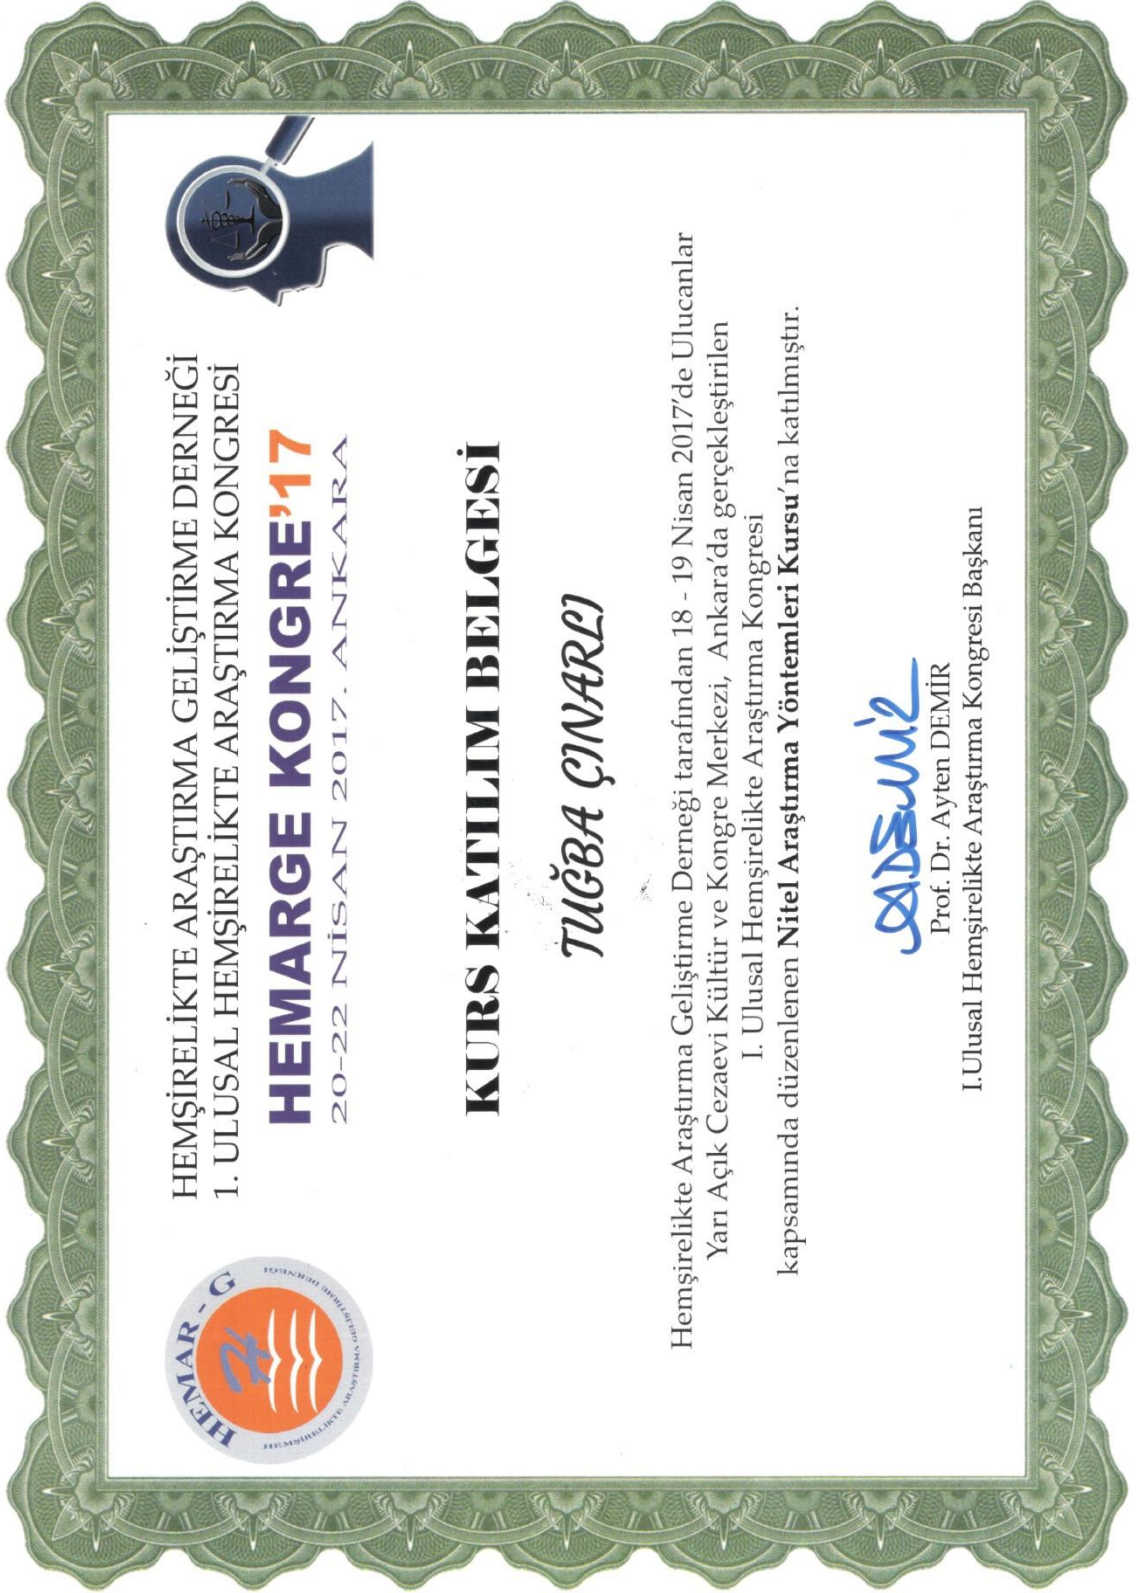 HEMŞİRELİKTE ARAŞTIRMA GELİŞTİRME DERNEĞİ
1. ULUSAL HEMŞİRELİKTE ARAŞTIRMA KONGRESİ
HEMARGE KONGRE'17
20-22 NİSAN 2017. ANKARA
HEMAR - G
HEMŞİRELİKTE ARAŞTIRMA GELİŞTİRME DERNEĞİ
KURS KATILIM BELGESİ
TUĞBA ÇINARLI
Hemşirelikte Araştırma Geliştirme Derneği tarafından 18 - 19 Nisan 2017'de Ulucanlar
Yarı Açık Cezaevi Kültür ve Kongre Merkezi, Ankara'da gerçekleştirilen
I. Ulusal Hemşirelikte Araştırma Kongresi
kapsamında düzenlenen Nitel Araştırma Yöntemleri Kursu'na katılmıştır.
ADEMİR
Prof. Dr. Ayten DEMİR
I.Ulusal Hemşirelikte Araştırma Kongresi Başkanı